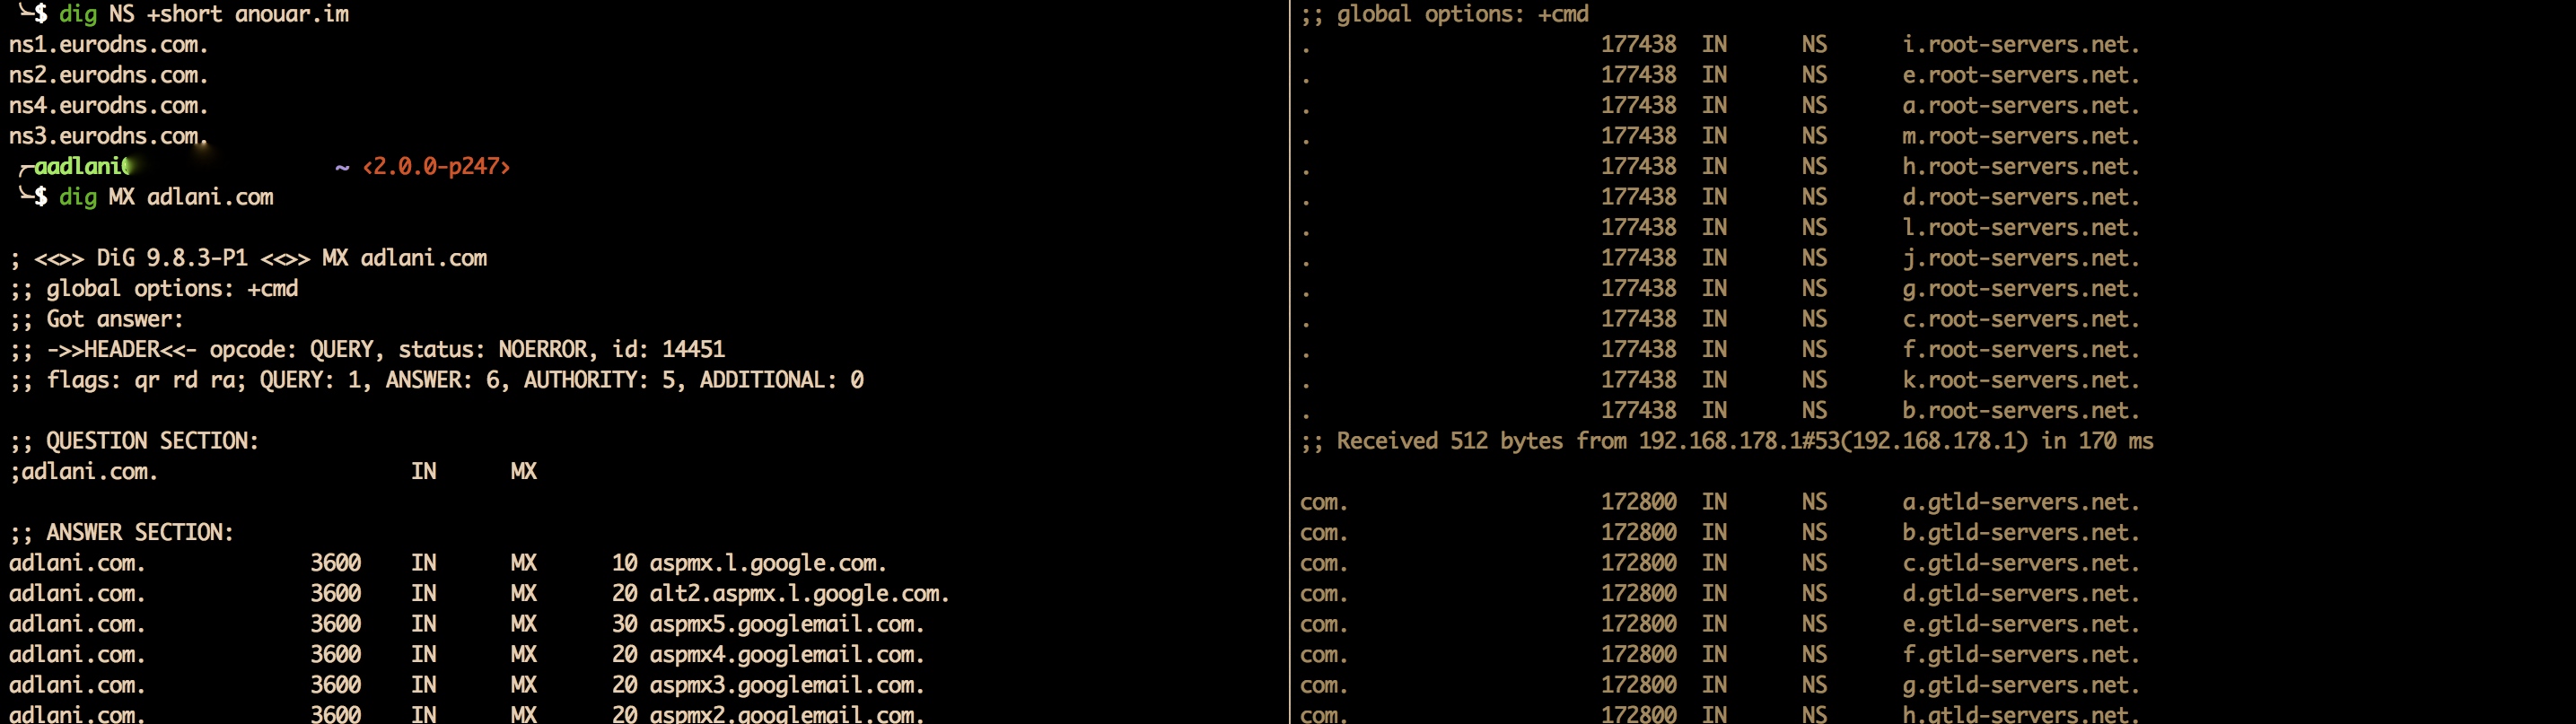 ╰─$ dig NS +short anouar.im
ns1.eurodns.com.
ns2.eurodns.com.
ns4.eurodns.com.
ns3.eurodns.com.
╭─aadlani@ ~ ‹2.0.0-p247›
╰─$ dig MX adlani.com
; <<>> DiG 9.8.3-P1 <<>> MX adlani.com
;; global options: +cmd
;; Got answer:
;; ->>HEADER<<- opcode: QUERY, status: NOERROR, id: 14451
;; flags: qr rd ra; QUERY: 1, ANSWER: 6, AUTHORITY: 5, ADDITIONAL: 0
;; QUESTION SECTION:
;adlani.com. IN MX
;; ANSWER SECTION:
adlani.com. 3600 IN MX 10 aspmx.l.google.com.
adlani.com. 3600 IN MX 20 alt2.aspmx.l.google.com.
adlani.com. 3600 IN MX 30 aspmx5.googlemail.com.
adlani.com. 3600 IN MX 20 aspmx4.googlemail.com.
adlani.com. 3600 IN MX 20 aspmx3.googlemail.com.
adlani.com. 3600 IN MX 20 aspmx2.googlemail.com.
;; global options: +cmd
. 177438 IN NS i.root-servers.net.
. 177438 IN NS e.root-servers.net.
. 177438 IN NS a.root-servers.net.
. 177438 IN NS m.root-servers.net.
. 177438 IN NS h.root-servers.net.
. 177438 IN NS d.root-servers.net.
. 177438 IN NS l.root-servers.net.
. 177438 IN NS j.root-servers.net.
. 177438 IN NS g.root-servers.net.
. 177438 IN NS c.root-servers.net.
. 177438 IN NS f.root-servers.net.
. 177438 IN NS k.root-servers.net.
. 177438 IN NS b.root-servers.net.
;; Received 512 bytes from 192.168.178.1#53(192.168.178.1) in 170 ms
com. 172800 IN NS a.gtld-servers.net.
com. 172800 IN NS b.gtld-servers.net.
com. 172800 IN NS c.gtld-servers.net.
com. 172800 IN NS d.gtld-servers.net.
com. 172800 IN NS e.gtld-servers.net.
com. 172800 IN NS f.gtld-servers.net.
com. 172800 IN NS g.gtld-servers.net.
com. 172800 IN NS h.gtld-servers.net.